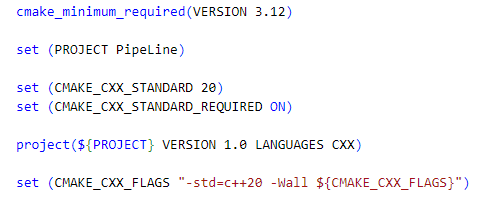 cmake_minimum_required(VERSION 3.12)
set (PROJECT PipeLine)
set (CMAKE_CXX_STANDARD 20)
set (CMAKE_CXX_STANDARD_REQUIRED ON)
project(${PROJECT} VERSION 1.0 LANGUAGES CXX)
set (CMAKE_CXX_FLAGS "-std=c++20 -Wall ${CMAKE_CXX_FLAGS}")